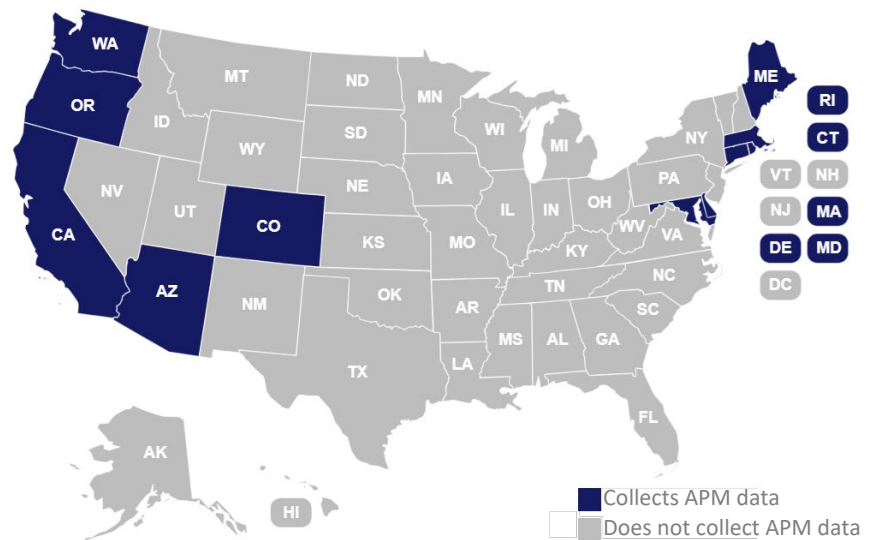 WA
ME
MT
ND
MN
RI
OR
ID
SD
WI
NY
CT
WY
MI
IA
PA
VT
NH
NV
NE
OH
UT
CO
IL
IN
NJ
MA
CA
KS
MO
WV
VA
KY
DE
MD
AZ
NM
OK
TN
NC
DC
AR
SC
MS
AL
GA
TX
LA
FL
AK
HI
Collects APM data
Does not collect APM data